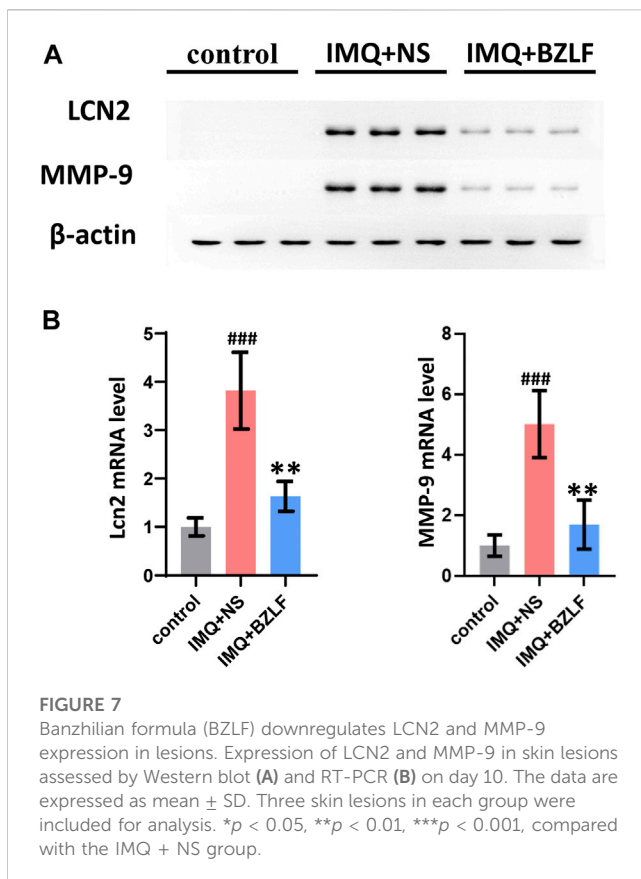 A
control IMQ+NS IMQ+BZLF
LCN2
MMP-9
β-actin
B
Lcn2 mRNA level
5
4
3
2
1
0
###
**
control
IMQ+NS
IMQ+BZLF
MMP-9 mRNA level
8
6
4
2
0
###
**
control
IMQ+NS
IMQ+BZLF
FIGURE 7
Banzhilian formula (BZLF) downregulates LCN2 and MMP-9
expression in lesions. Expression of LCN2 and MMP-9 in skin lesions
assessed by Western blot (A) and RT-PCR (B) on day 10. The data are
expressed as mean ± SD. Three skin lesions in each group were
included for analysis. *p < 0.05, **p < 0.01, ***p < 0.001, compared
with the IMQ + NS group.